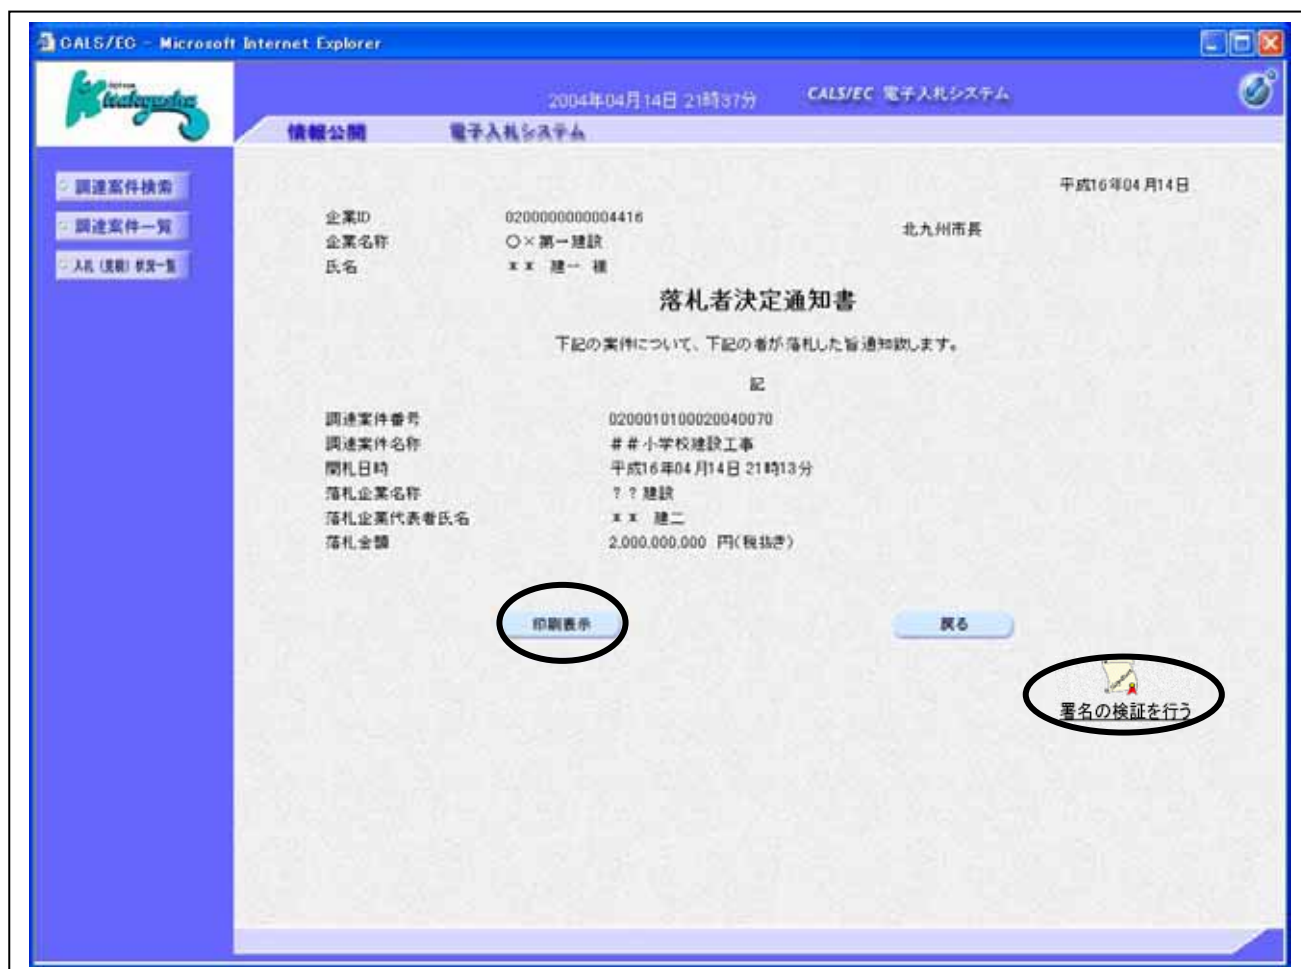 CALS/EC - Microsoft Internet Explorer
Kitakyushu
2004年04月14日 21時37分 CALS/EC 電子入札システム
情報公開 電子入札システム
調達案件検索
調達案件一覧
入札(見積)状況一覧
平成16年04月14日
企業ID 0200000000004416
北九州市長
企業名称 ○×第一建設
氏名 xx 建一 様
落札者決定通知書
下記の案件について、下記の者が落札した旨通知致します。
記
調達案件番号 0200010100020040070
調達案件名称 ##小学校建設工事
開札日時 平成16年04月14日 21時13分
落札企業名称 ??建設
落札企業代表者氏名 xx 建二
落札金額 2,000,000,000 円(税抜き)
印刷表示 戻る
署名の検証を行う